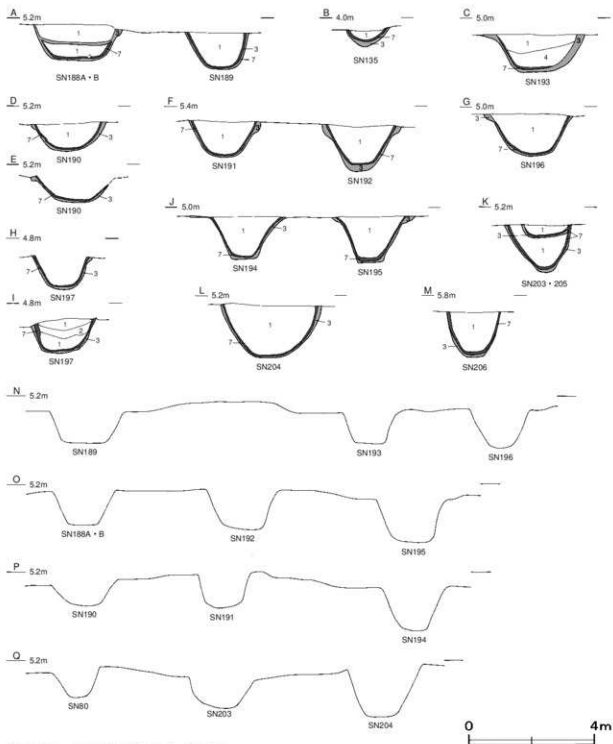 A 5.2m
1
1
7
3
7
SN188A・B
SN189
B 4.0m
1
7
3
SN135
C 5.0m
1
4
3
7
SN193
D 5.2m
1
7
3
SN190
E 5.2m
7
3
SN190
F 5.4m
7
1
SN191
1
7
SN192
G 5.0m
1
7
3
SN196
H 4.8m
7
3
SN197
I 4.8m
1
2
7
1
3
SN197
J 5.0m
1
3
7
SN194
1
7
SN195
K 5.2m
1
7
1
3
SN203・205
L 5.2m
1
3
7
SN204
M 5.8m
1
7
3
SN206
N 5.2m
SN189
SN193
SN196
O 5.2m
SN188A・B
SN192
SN195
P 5.2m
SN190
SN191
SN194
Q 5.2m
SN80
SN203
SN204
0
4m